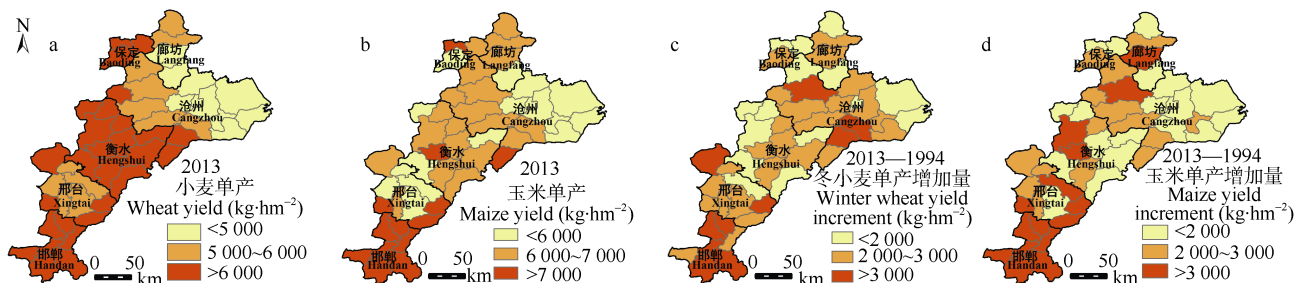 N
a
保定
Baoding
廊坊
Langfang
沧州
Cangzhou
衡水
Hengshui
邢台
Xingtai
邯郸
Handan
2013
小麦单产
Wheat yield (kg·hm⁻²)
<5 000
5 000~6 000
>6 000
0 50
km
b
保定
Baoding
廊坊
Langfang
沧州
Cangzhou
衡水
Hengshui
邢台
Xingtai
邯郸
Handan
2013
玉米单产
Maize yield (kg·hm⁻²)
<6 000
6 000~7 000
>7 000
0 50
km
c
保定
Baoding
廊坊
Langfang
沧州
Cangzhou
衡水
Hengshui
邢台
Xingtai
邯郸
Handan
2013—1994
冬小麦单产增加量
Winter wheat yield
increment (kg·hm⁻²)
<2 000
2 000~3 000
>3 000
0 50
km
d
保定
Baoding
廊坊
Langfang
沧州
Cangzhou
衡水
Hengshui
邢台
Xingtai
邯郸
Handan
2013—1994
玉米单产增加量
Maize yield
increment (kg·hm⁻²)
<2 000
2 000~3 000
>3 000
0 50
km